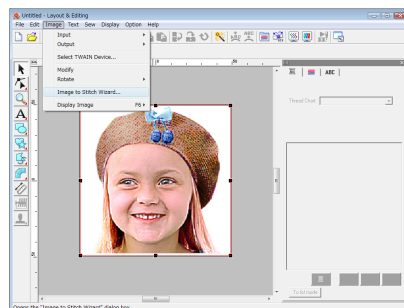 Untitled - Layout & Editing
File Edit Image Text Sew Display Option Help
Input
Output
Select TWAIN Device...
Modify
Rotate
Image to Stitch Wizard...
Display Image F6
ABC
Thread Chart
To list mode
Opens the "Image to Stitch Wizard" dialog box.